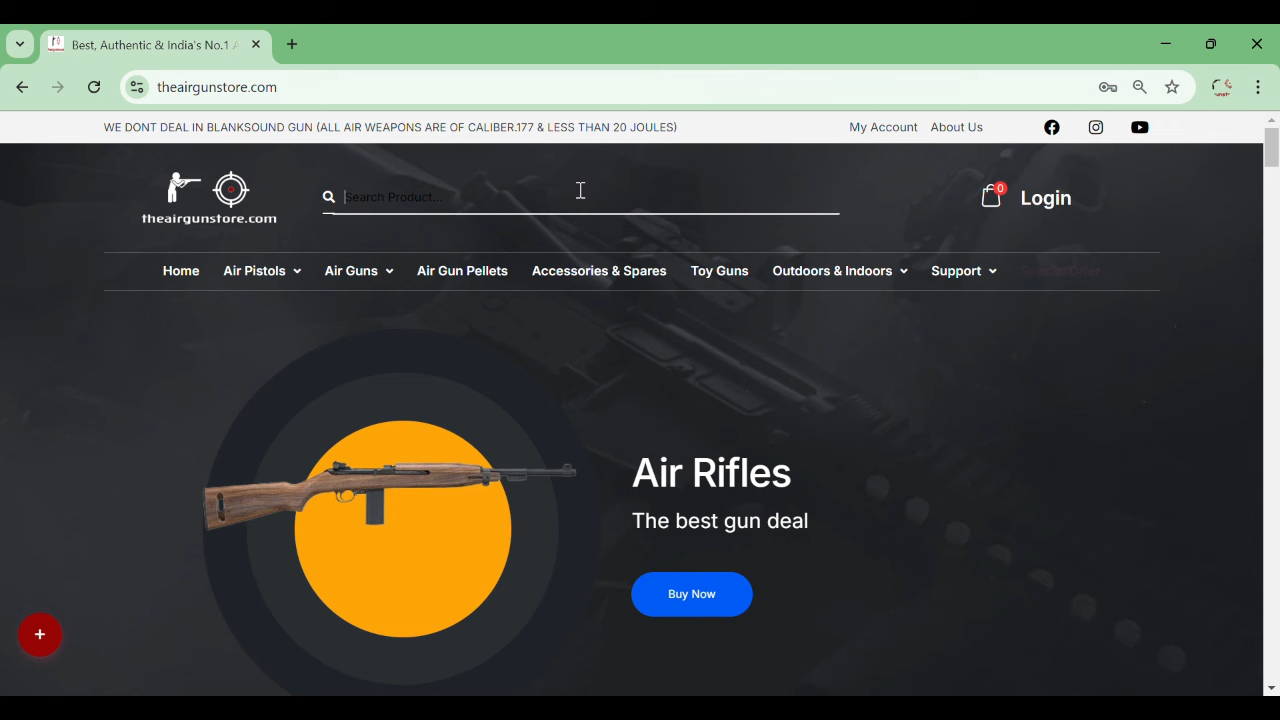 Best, Authentic & India's No.1 A
theairgunstore.com
WE DONT DEAL IN BLANKSOUND GUN (ALL AIR WEAPONS ARE OF CALIBER.177 & LESS THAN 20 JOULES)
My Account About Us
theairgunstore.com
Search Product...
0
Login
Home Air Pistols Air Guns Air Gun Pellets Accessories & Spares Toy Guns Outdoors & Indoors Support Special Offer
Air Rifles
The best gun deal
Buy Now
+